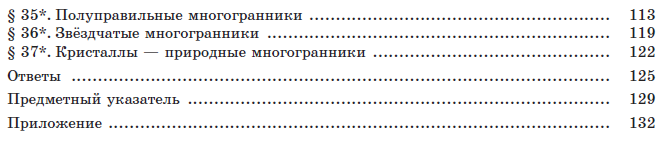 § 35*. Полуправильные многогранники ........................................................ 113
§ 36*. Звёздчатые многогранники ................................................................ 119
§ 37*. Кристаллы — природные многогранники ............................................ 122
Ответы .................................................................................................... 125
Предметный указатель ............................................................................... 129
Приложение .............................................................................................. 132